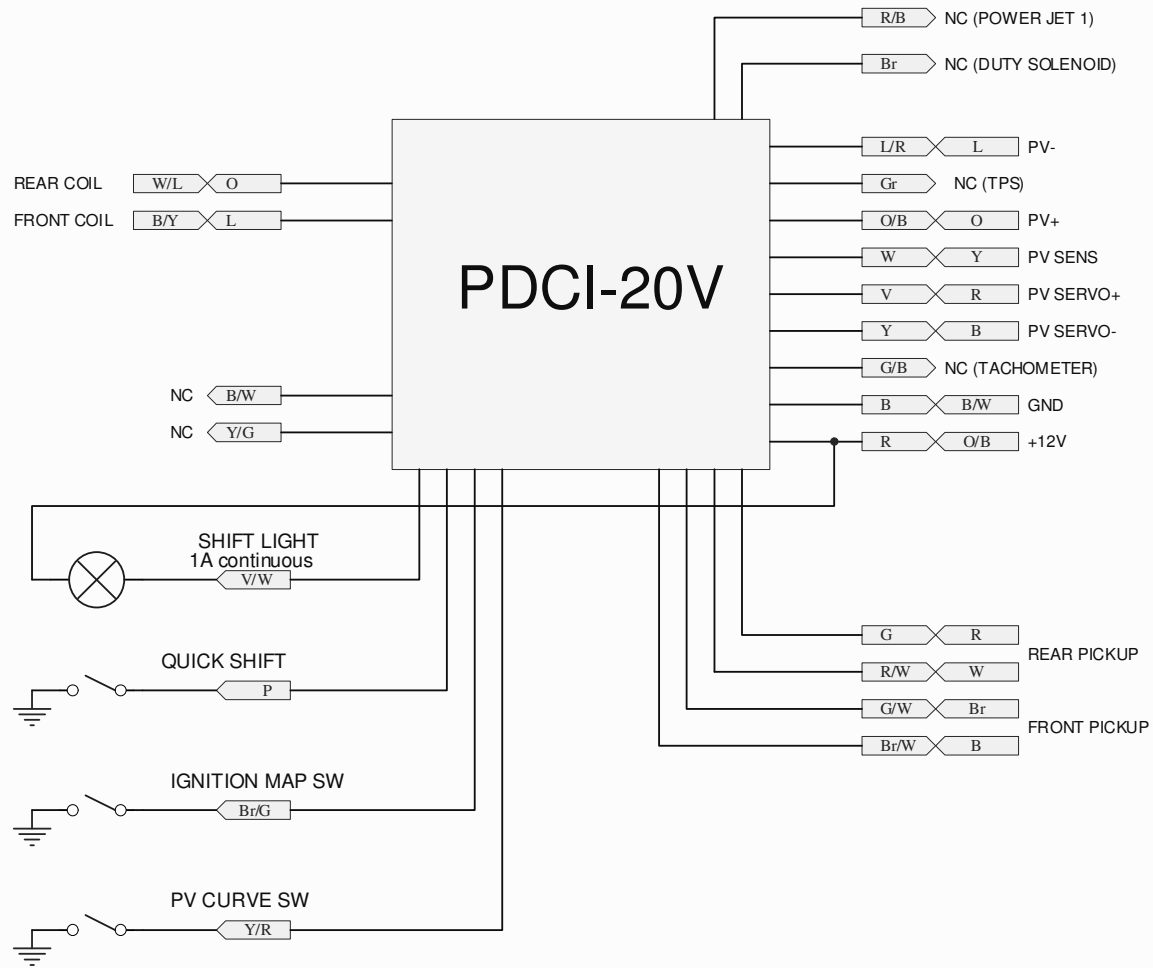 R/B NC (POWER JET 1)
Br NC (DUTY SOLENOID)
L/R L PV-
REAR COIL W/L O
Gr NC (TPS)
FRONT COIL B/Y L
O/B O PV+
W Y PV SENS
PDCI-20V
V R PV SERVO+
Y B PV SERVO-
G/B NC (TACHOMETER)
NC B/W
B B/W GND
NC Y/G
R O/B +12V
SHIFT LIGHT
1A continuous
V/W
G R
REAR PICKUP
QUICK SHIFT
R/W W
P
G/W Br
FRONT PICKUP
Br/W B
IGNITION MAP SW
Br/G
PV CURVE SW
Y/R